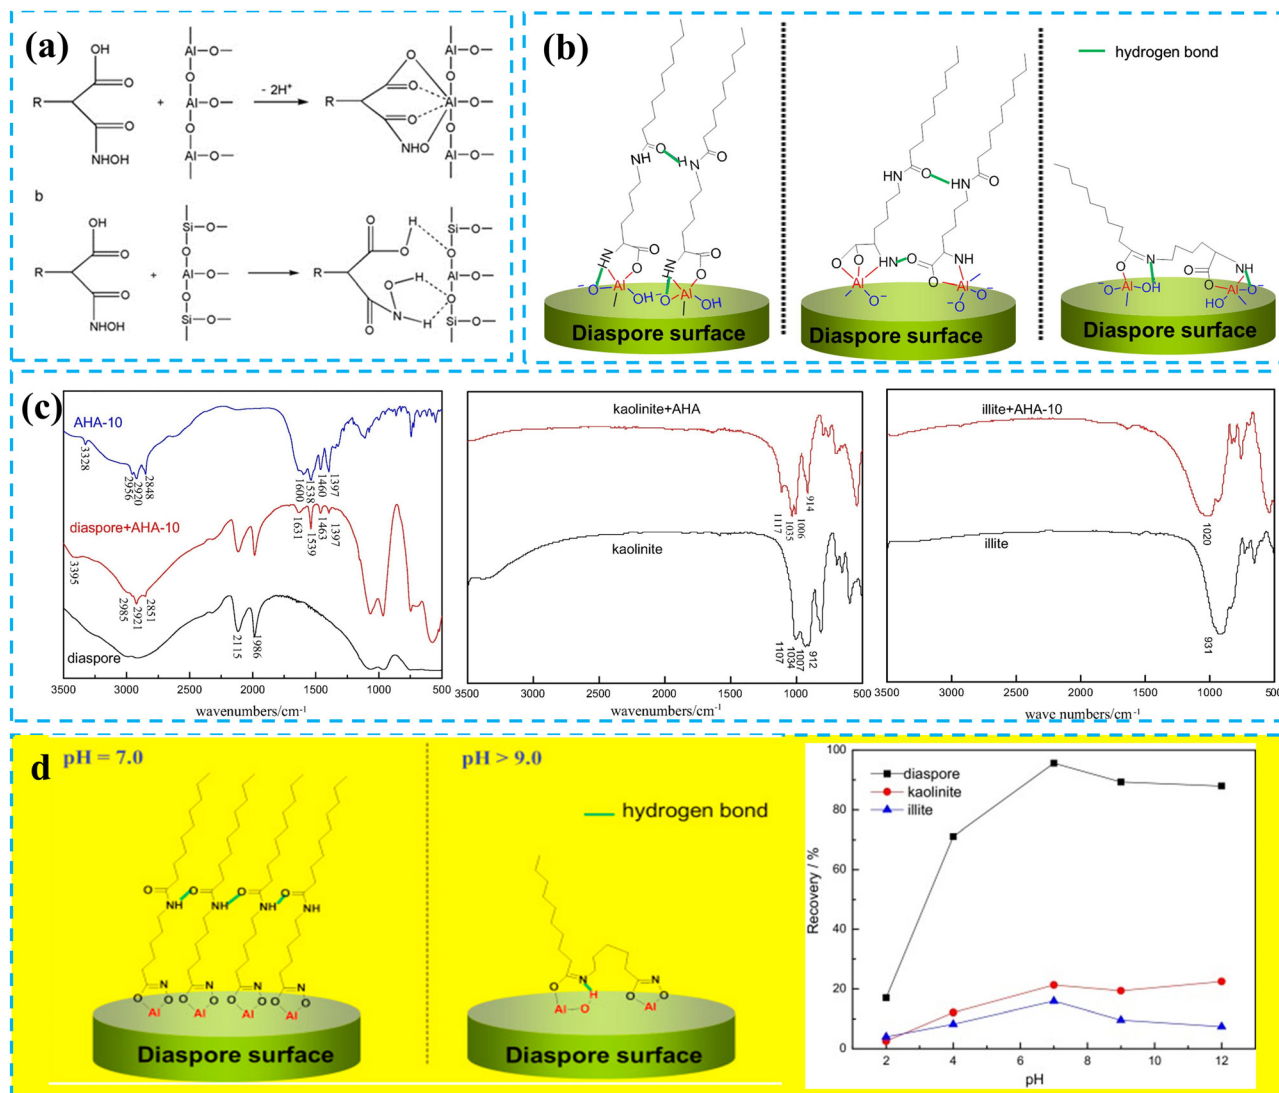 (a)
OH
O
R
O
NHOH
+
Al—O—
O
Al—O—
O
Al—O—
- 2H⁺
O
O
R
O
NHO
Al—O—
O
Al—O—
O
Al—O—
b
OH
O
R
O
NHOH
+
Si—O—
O
Al—O—
O
Si—O—
O
H
O
R
H
O
O
N
H
Si—O—
O
Al—O—
O
Si—O—
(b)
hydrogen bond
O
H
NH
N
O
HN
O
O
HN
O
O
Al
⁻O
OH
⁻O
Al
OH
Diaspore surface
HN
O
HN
O
O
O
HN
O
O
HN
Al
O⁻
Al
⁻O
O⁻
Diaspore surface
O
N
O
O
NH
Al
⁻O
OH
Al
O⁻
HO
Diaspore surface
(c)
AHA-10
3328
2956
2920
2848
1600
1538
1460
1397
diaspore+AHA-10
3395
2985
2921
2851
1631
1539
1463
1397
diaspore
2115
1986
3500 3000 2500 2000 1500 1000 500
wavenumbers/cm⁻¹
kaolinite+AHA
1117
1035
1006
914
kaolinite
1107
1034
1007
912
3500 3000 2500 2000 1500 1000 500
wavenumbers/cm⁻¹
illite+AHA-10
1020
illite
931
3500 3000 2500 2000 1500 1000 500
wave numbers/cm⁻¹
d
pH = 7.0
O O O O
NH NH NH NH
N N N N
O O O O O O O O
Al Al Al Al
Diaspore surface
pH > 9.0
hydrogen bond
N
O
H
Al—O
N
O O
Al
Diaspore surface
diaspore
kaolinite
illite
Recovery / %
100
80
60
40
20
0
2 4 6 8 10 12
pH